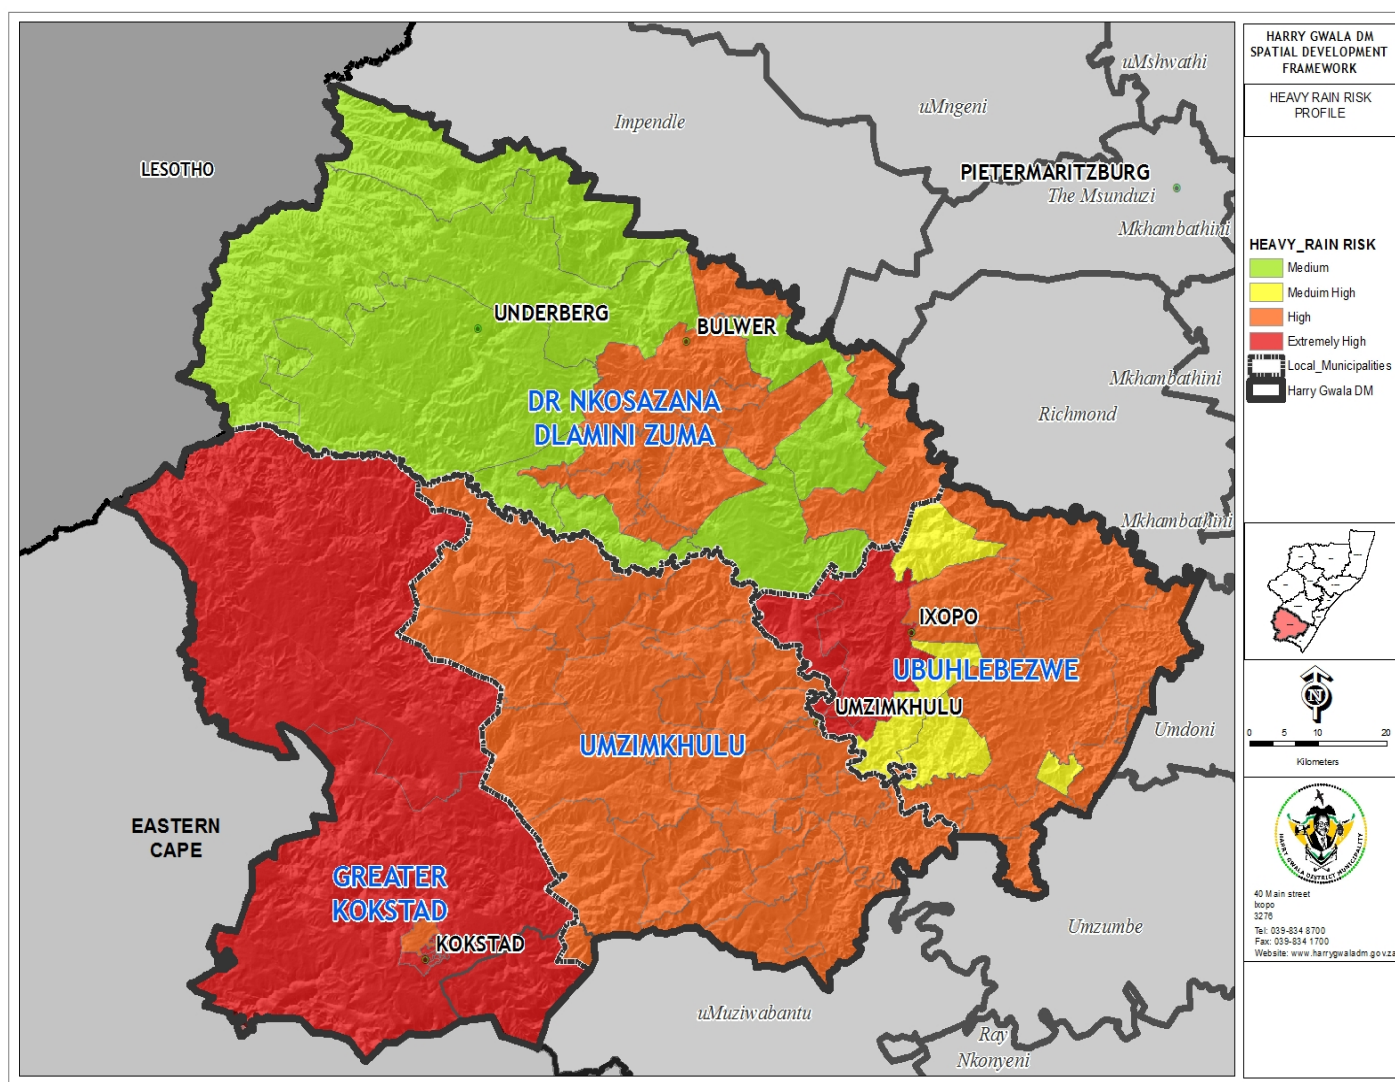 HARRY GWALA DM
SPATIAL DEVELOPMENT
FRAMEWORK
HEAVY RAIN RISK
PROFILE
HEAVY_RAIN RISK
Medium
Meduim High
High
Extremely High
Local_Municipalities
Harry Gwala DM
N
0 5 10 20
Kilometers
HARRY GWALA DISTRICT MUNICIPALITY
40 Main street
Ixopo
3276
Tel: 039-834 8700
Fax: 039-834 1700
Website: www.harrygwaladm.gov.za
uMshwathi
uMngeni
Impendle
LESOTHO
PIETERMARITZBURG
The Msunduzi
Mkhambathini
UNDERBERG
BULWER
Mkhambathini
DR NKOSAZANA
DLAMINI ZUMA
Richmond
Mkhambathini
IXOPO
UBUHLEBEZWE
UMZIMKHULU
UMZIMKHULU
Umdoni
EASTERN
CAPE
GREATER
KOKSTAD
KOKSTAD
Umzumbe
uMuziwabantu
Ray
Nkonyeni